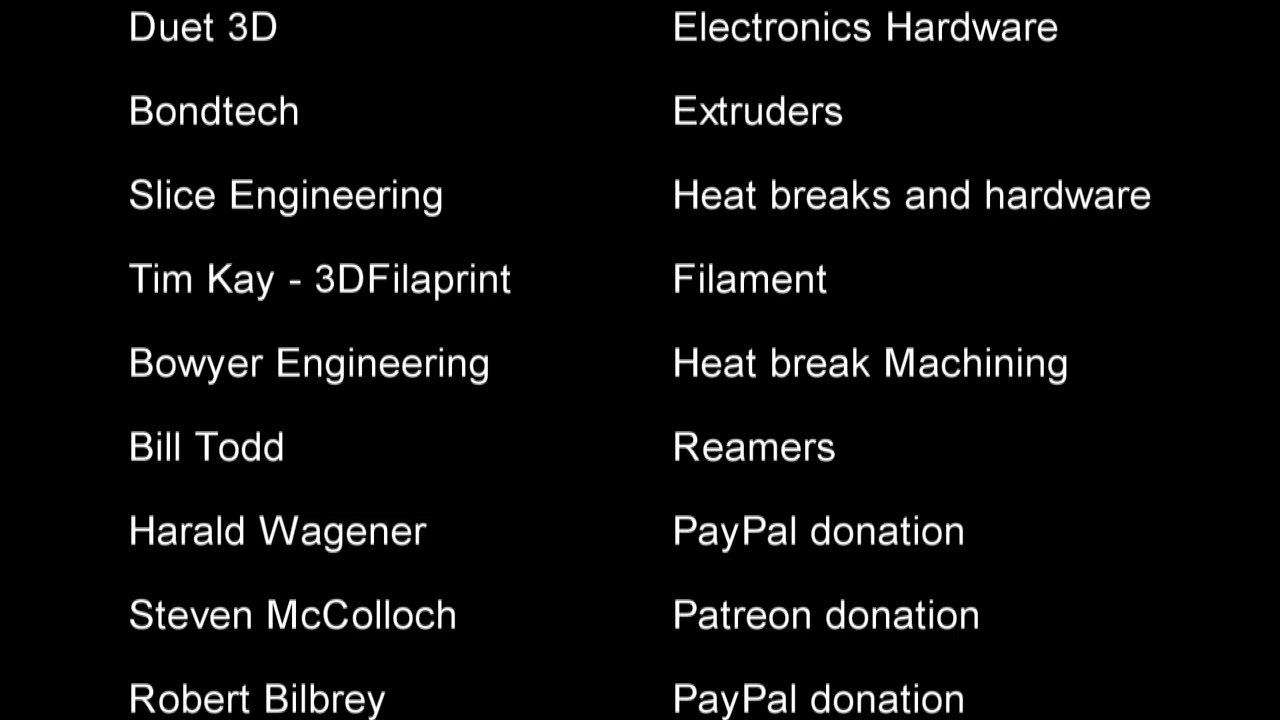 Duet 3D Electronics Hardware
Bondtech Extruders
Slice Engineering Heat breaks and hardware
Tim Kay - 3DFilaprint Filament
Bowyer Engineering Heat break Machining
Bill Todd Reamers
Harald Wagener PayPal donation
Steven McColloch Patreon donation
Robert Bilbrey PayPal donation